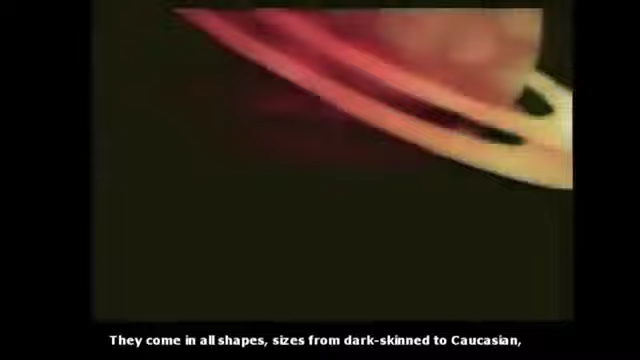 They come in all shapes, sizes from dark-skinned to Caucasian,